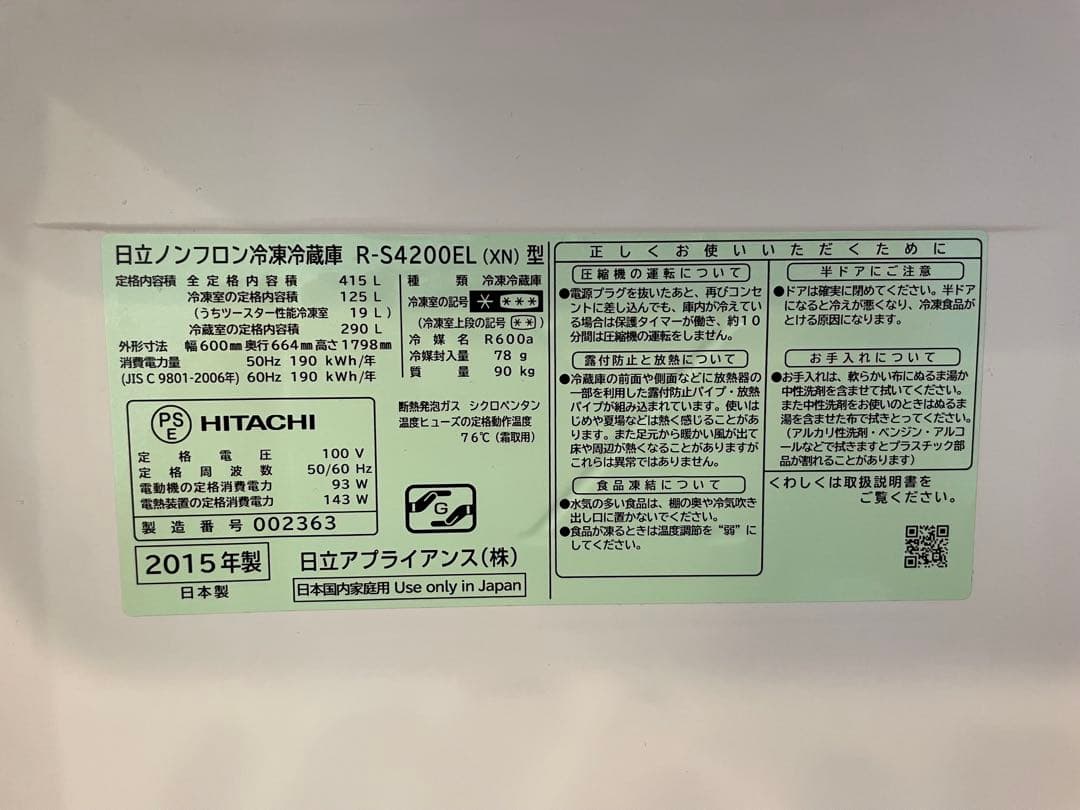 日立ノンフロン冷凍冷蔵庫 R-S4200EL (XN) 型
定格内容積 全定格内容積 415 L
冷凍室の定格内容積 125 L
(うちツースター性能冷凍室 19 L)
冷蔵室の定格内容積 290 L
外形寸法 幅600mm 奥行664mm 高さ1798mm
消費電力量 50Hz 190 kWh/年
(JIS C 9801-2006年) 60Hz 190 kWh/年
種類 冷凍冷蔵庫
冷凍室の記号 * ***
(冷凍室上段の記号 **)
冷媒名 R600a
冷媒封入量 78 g
質量 90 kg
PS
E
HITACHI
定格電圧 100 V
定格周波数 50/60 Hz
電動機の定格消費電力 93 W
電熱装置の定格消費電力 143 W
製造番号 002363
断熱発泡ガス シクロペンタン
温度ヒューズの定格動作温度
76℃(霜取用)
G
2015年製
日本製
日立アプライアンス(株)
日本国内家庭用 Use only in Japan
正しくお使いいただくために
圧縮機の運転について
●電源プラグを抜いたあと、再びコンセ
ントに差し込んでも、庫内が冷えてい
る場合は保護タイマーが働き、約10
分間は圧縮機の運転をしません。
露付防止と放熱について
●冷蔵庫の前面や側面などに放熱器の
一部を利用した露付防止パイプ・放熱
パイプが組み込まれています。使いは
じめや夏場などは熱く感じることがあ
ります。また足元から暖かい風が出て
床や周辺が熱くなることがありますが
これらは異常ではありません。
食品凍結について
●水気の多い食品は、棚の奥や冷気吹き
出し口に置かないでください。
●食品が凍るときは温度調節を“弱”に
してください。
半ドアにご注意
●ドアは確実に閉めてください。半ドア
になると冷えが悪くなり、冷凍食品が
とける原因になります。
お手入れについて
●お手入れは、軟らかい布にぬるま湯か
中性洗剤を含ませて拭いてください。
また中性洗剤をお使いのときはぬるま
湯を含ませた布で拭きとってください。
(アルカリ性洗剤・ベンジン・アルコ
ールなどで拭きますとプラスチック部
品が割れることがあります)
くわしくは取扱説明書を
ご覧ください。